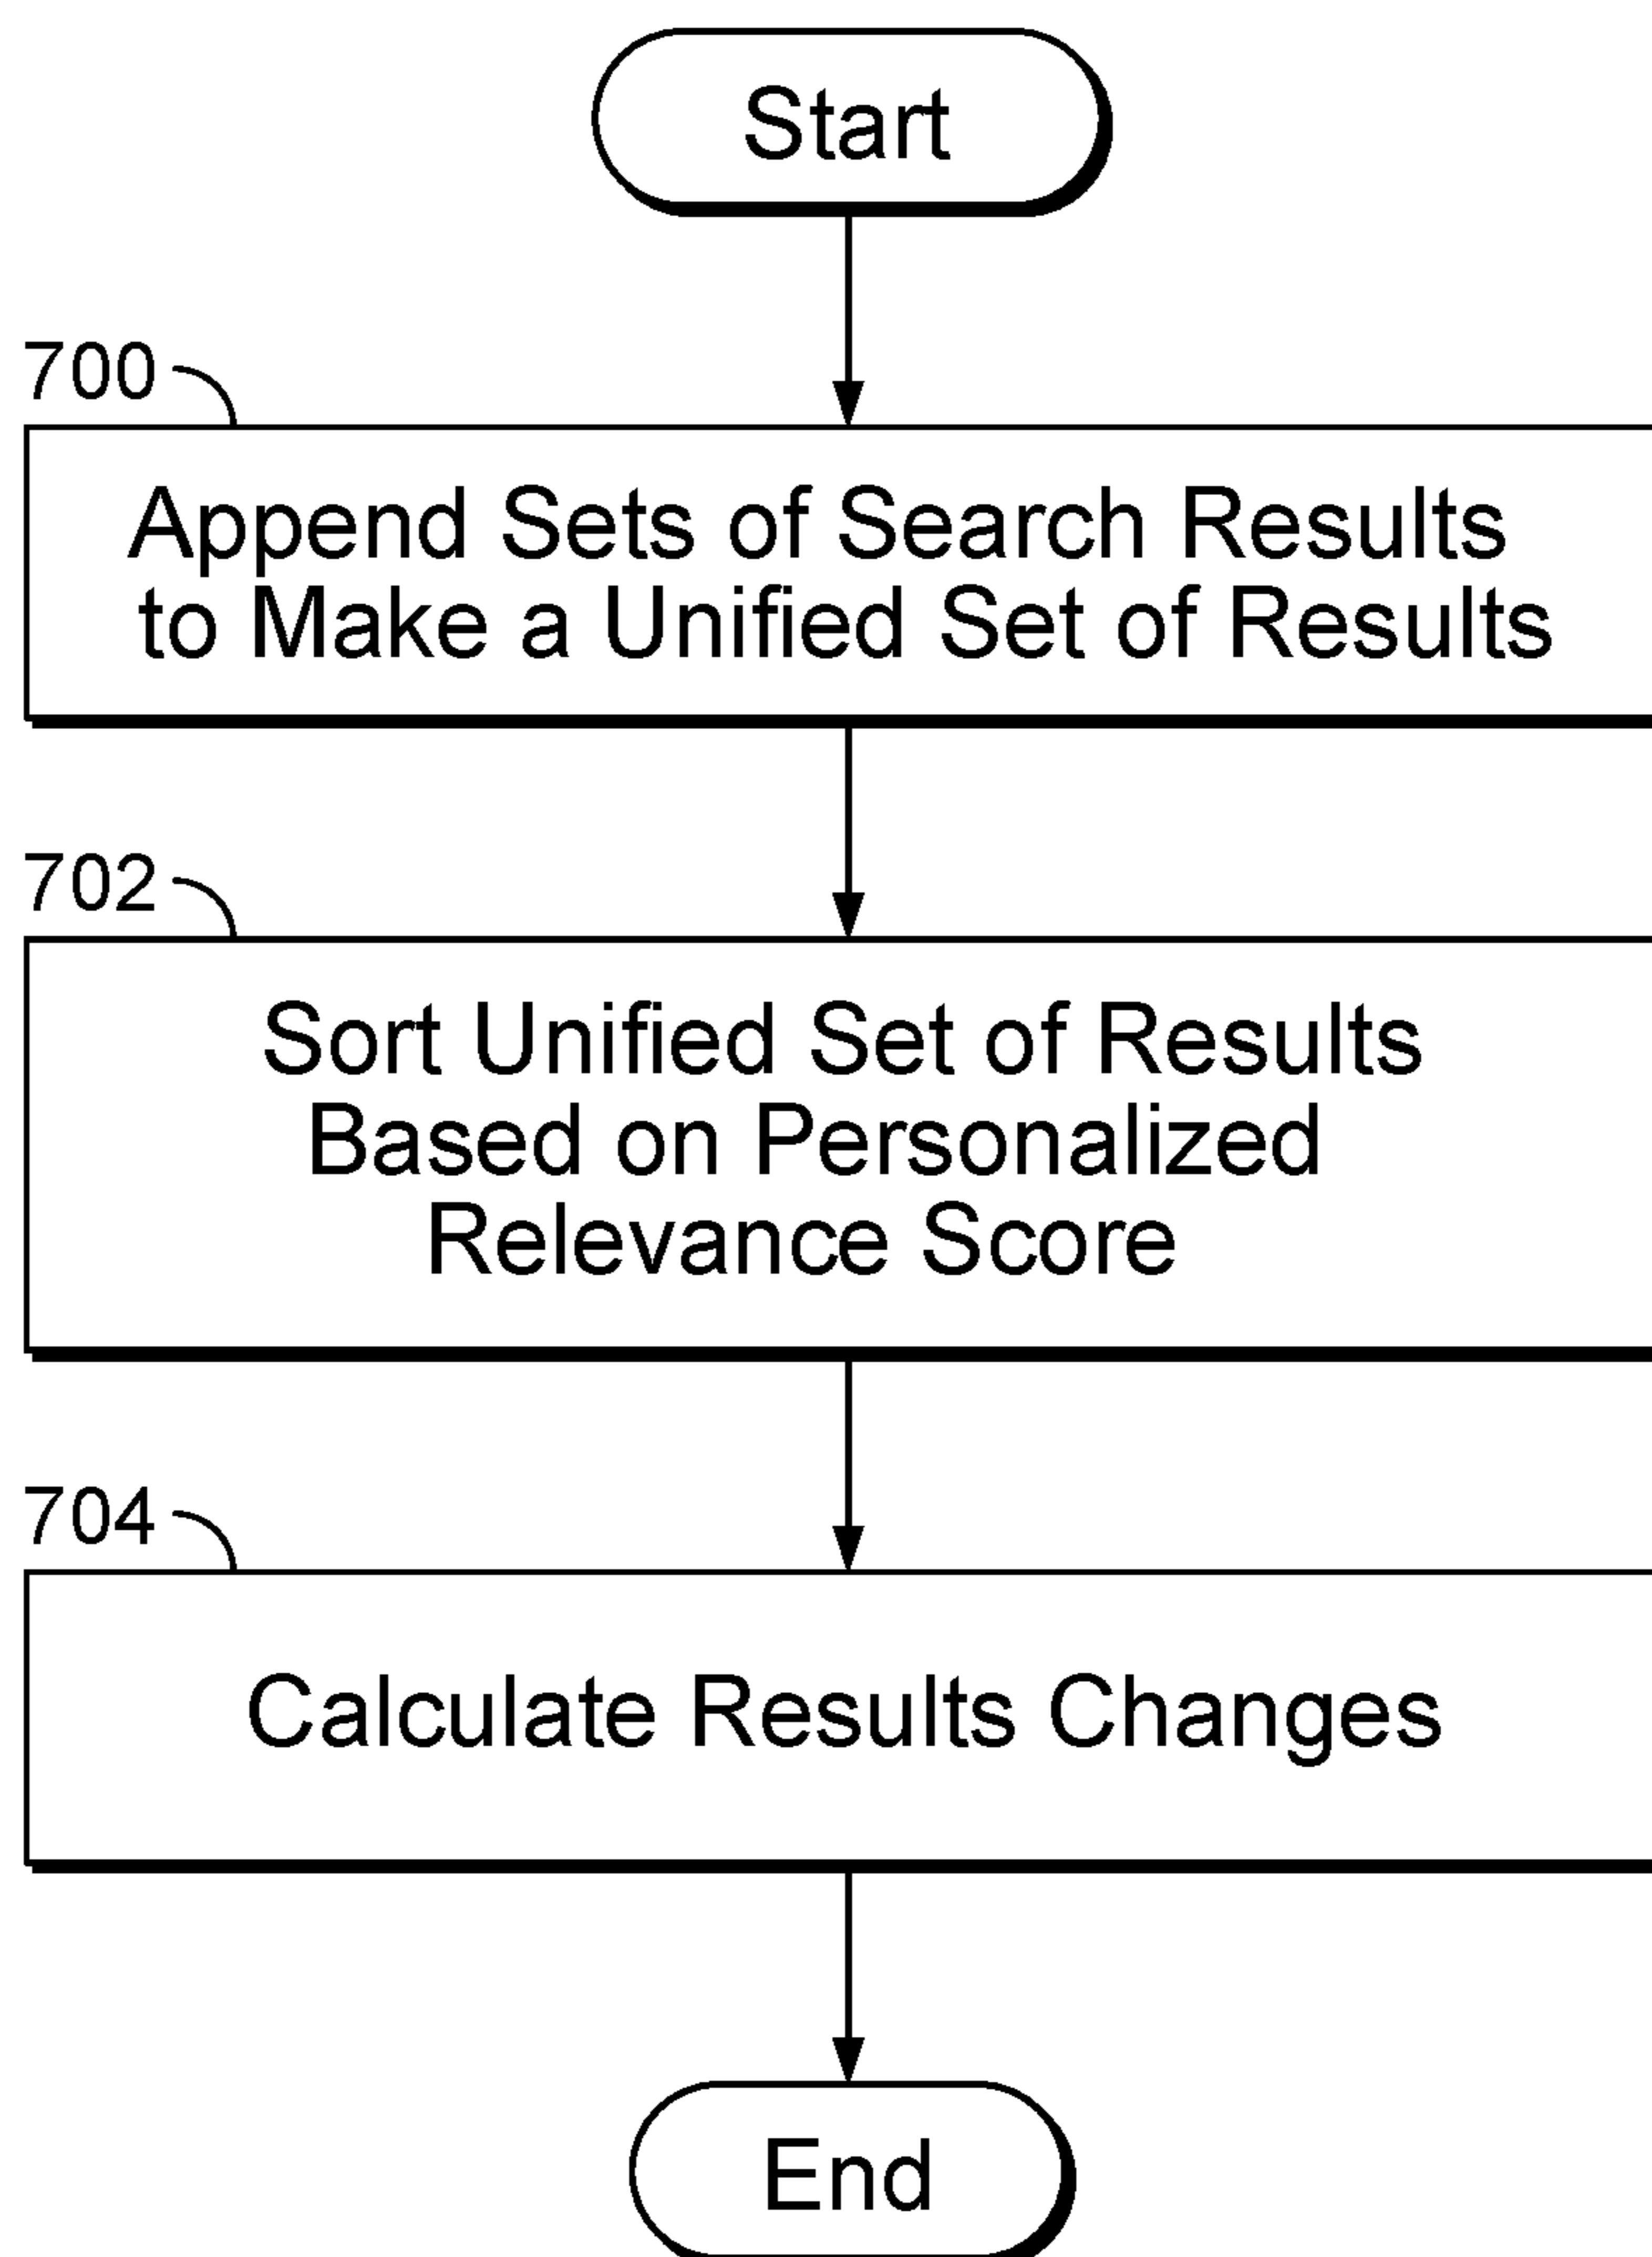 Start
700
Append Sets of Search Results
to Make a Unified Set of Results
702
Sort Unified Set of Results
Based on Personalized
Relevance Score
704
Calculate Results Changes
End